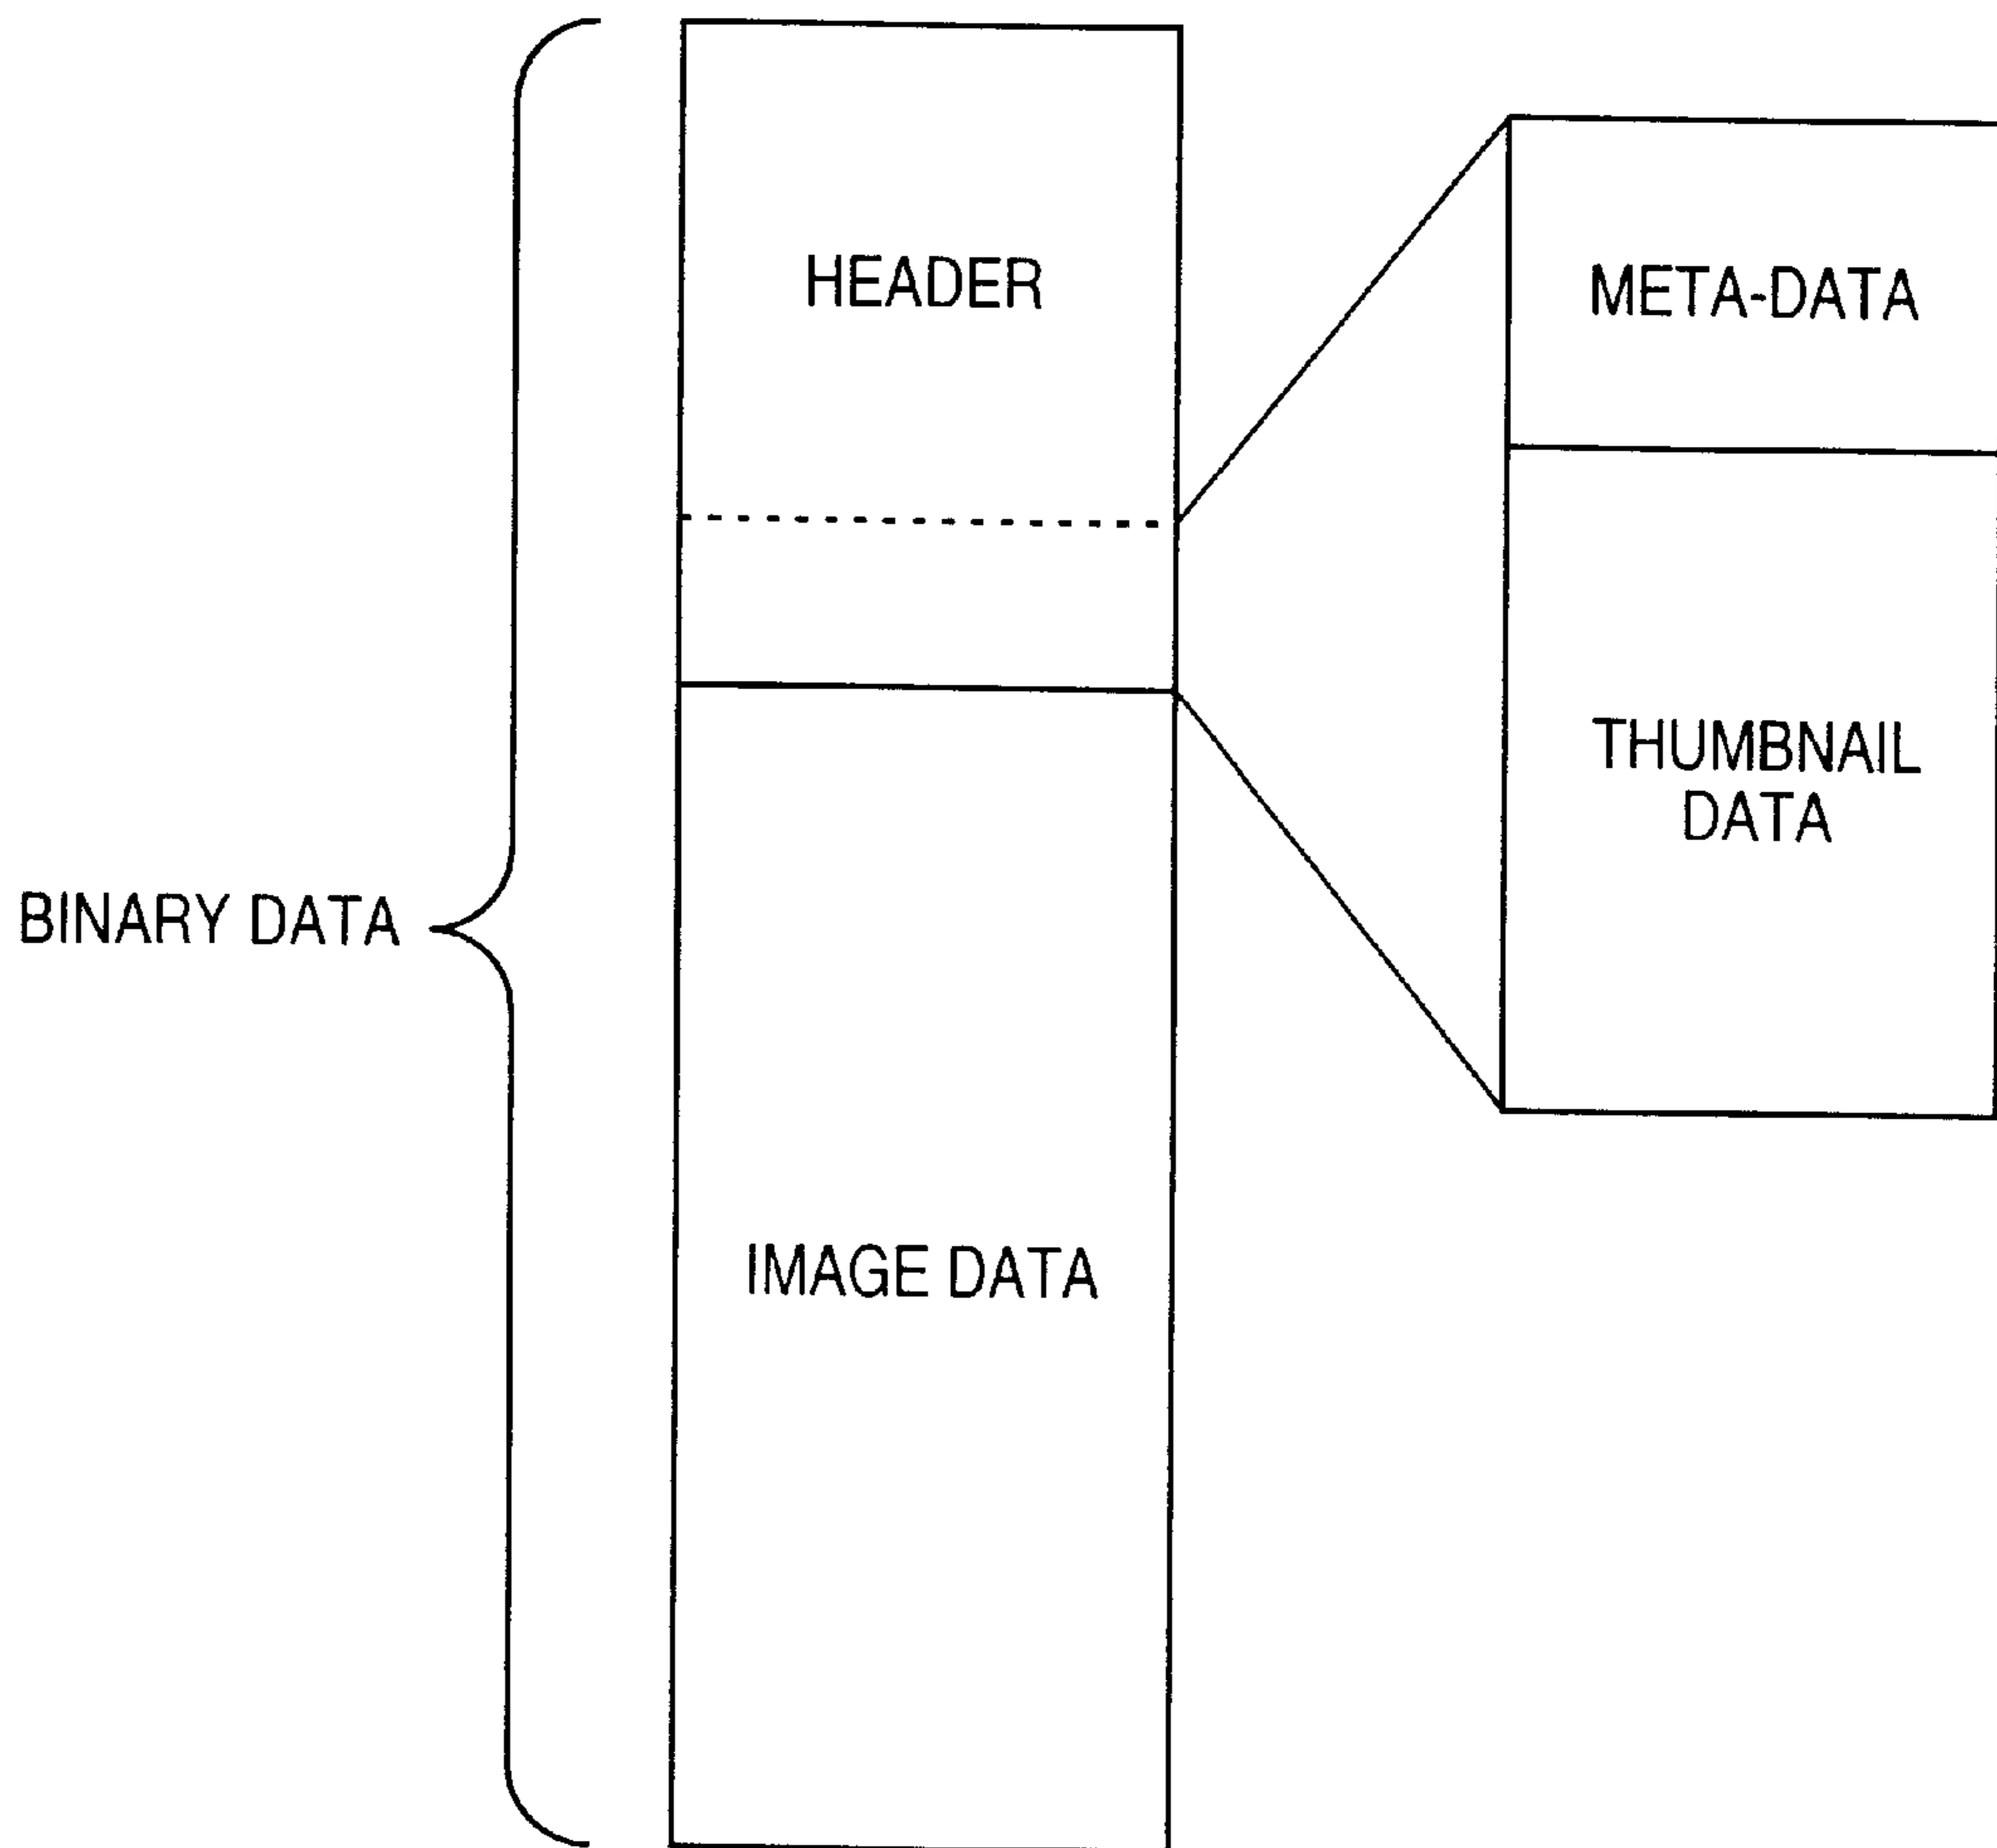 HEADER
META-DATA
THUMBNAIL
DATA
BINARY DATA
IMAGE DATA